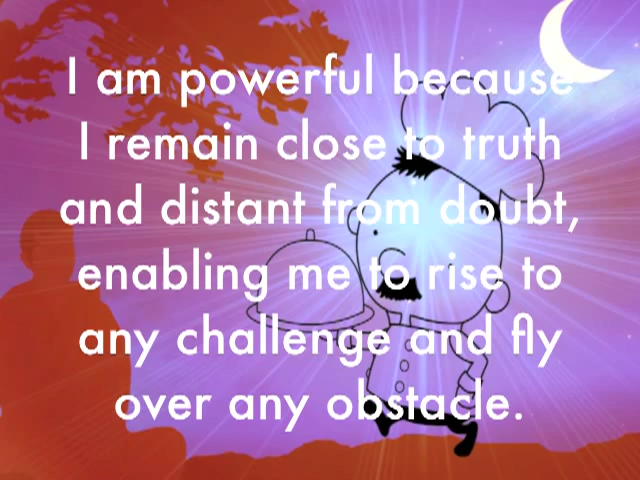 I am powerful because
I remain close to truth
and distant from doubt,
enabling me to rise to
any challenge and fly
over any obstacle.